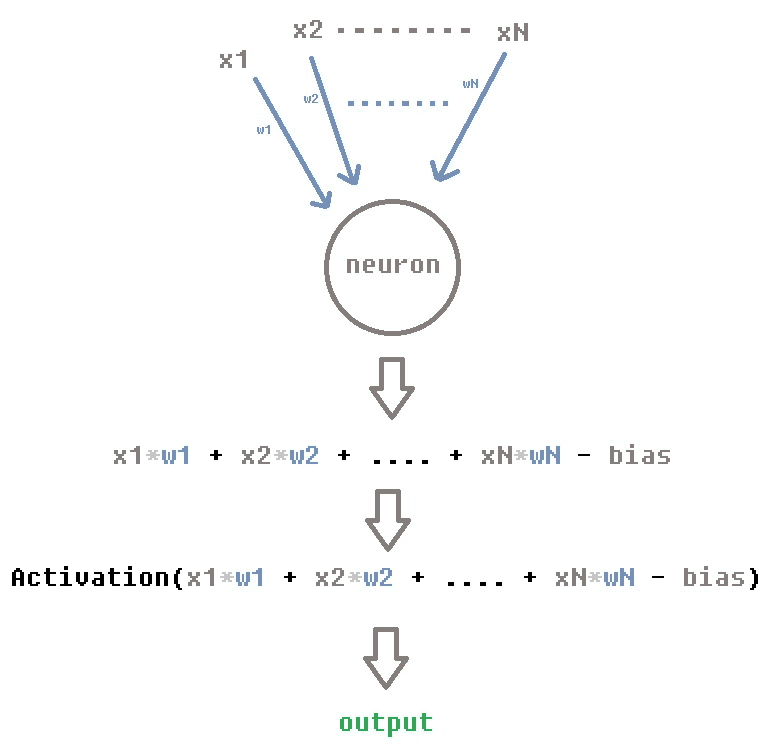 x1 x2 -------- xN
w1 w2 ........ wN
neuron
x1*w1 + x2*w2 + .... + xN*wN - bias
Activation(x1*w1 + x2*w2 + .... + xN*wN - bias)
output